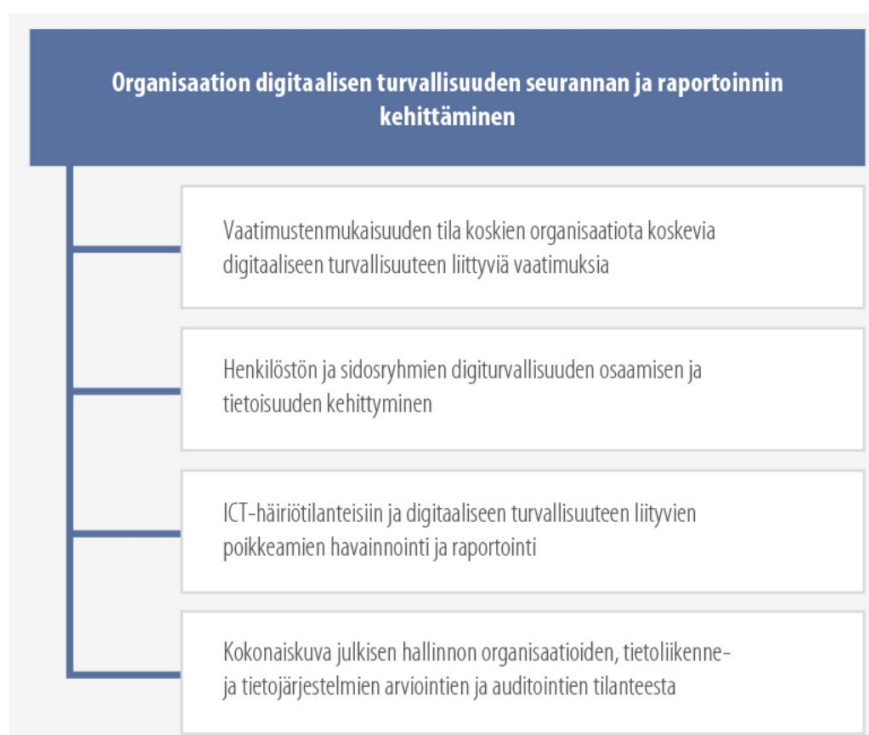 Organisaation digitaalisen turvallisuuden seurannan ja raportoinnin
kehittäminen
Vaatimustenmukaisuuden tila koskien organisaatiota koskevia
digitaaliseen turvallisuuteen liittyviä vaatimuksia
Henkilöstön ja sidosryhmien digiturvallisuuden osaamisen ja
tietoisuuden kehittyminen
ICT-häiriötilanteisiin ja digitaaliseen turvallisuuteen liityvien
poikkeamien havainnointi ja raportointi
Kokonaiskuva julkisen hallinnon organisaatioiden, tietoliikenne-
ja tietojärjestelmien arviointien ja auditointien tilanteesta